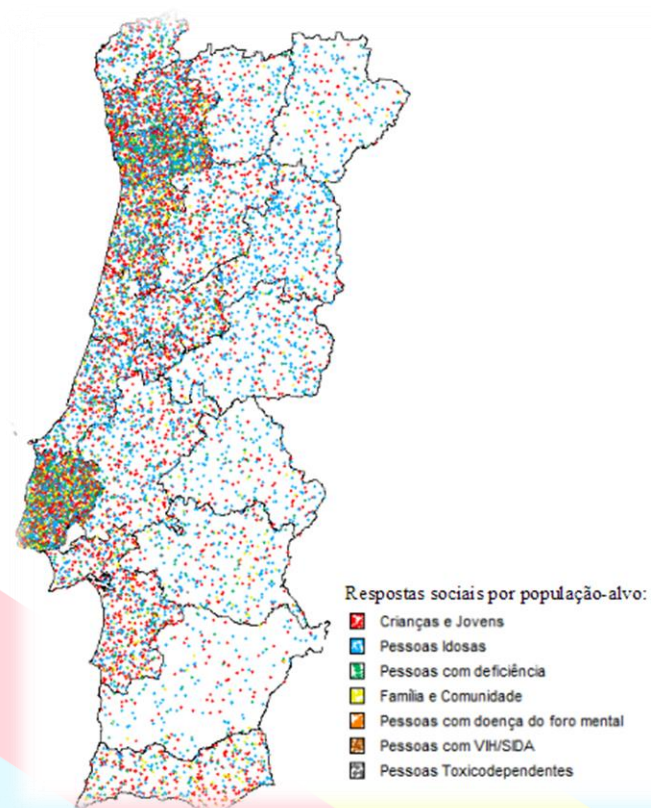 Respostas sociais por população-alvo:
Crianças e Jovens
Pessoas Idosas
Pessoas com deficiência
Família e Comunidade
Pessoas com doença do foro mental
Pessoas com VIH/SIDA
Pessoas Toxicodependentes